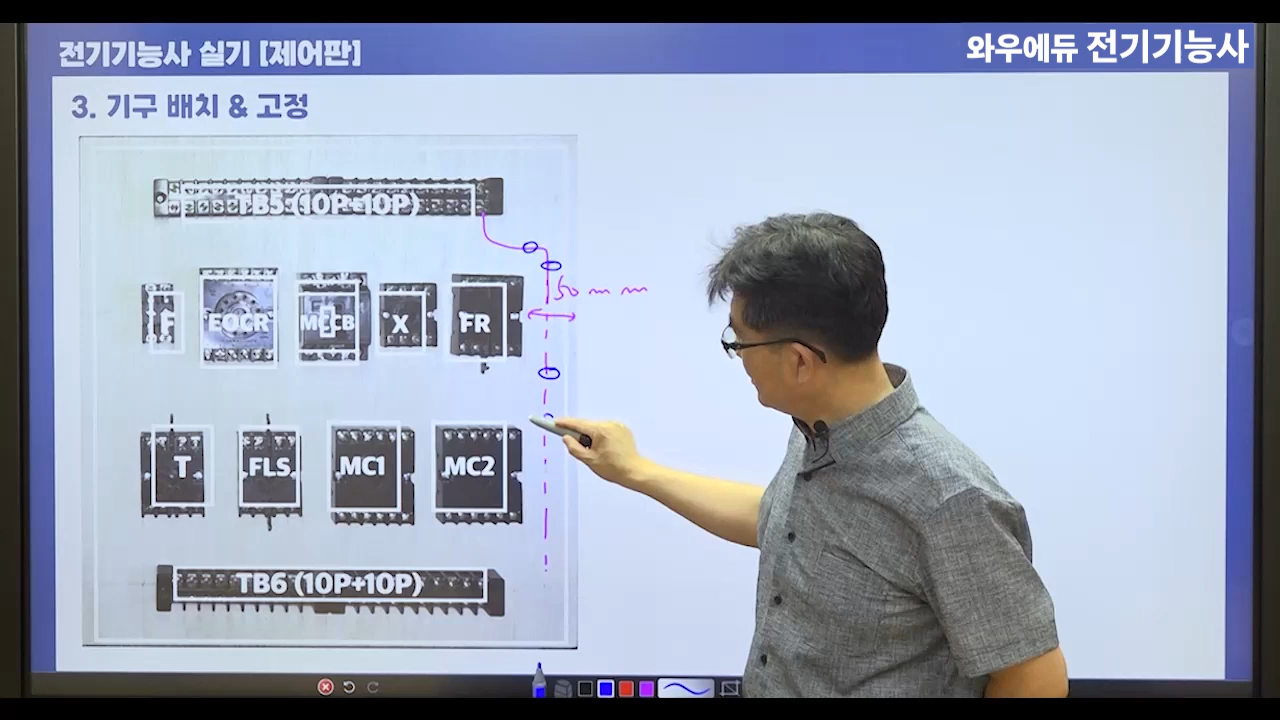 전기기능사 실기 [제어판]
와우에듀 전기기능사
3. 기구 배치 & 고정
TB5 (10P+10P)
50mm
F
EOCR
MCCB
X
FR
T
FLS
MC1
MC2
TB6 (10P+10P)